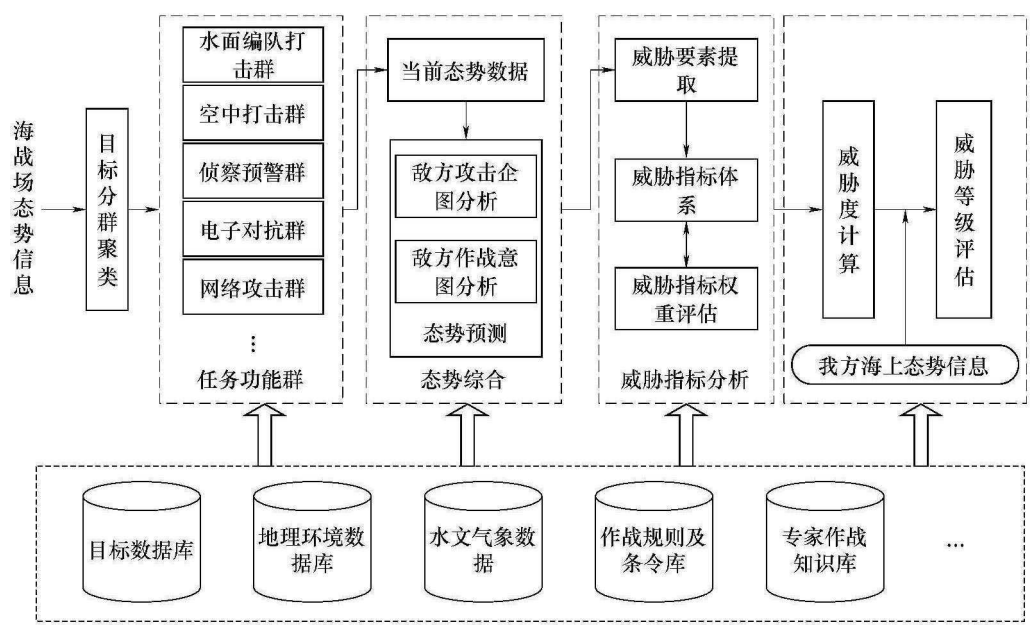 海战场态势信息
目标分群聚类
水面编队打
击群
空中打击群
侦察预警群
电子对抗群
网络攻击群
⋮
任务功能群
当前态势数据
敌方攻击企
图分析
敌方作战意
图分析
态势预测
态势综合
威胁要素提
取
威胁指标体
系
威胁指标权
重评估
威胁指标分析
威胁度计算
威胁等级评估
我方海上态势信息
目标数据库
地理环境数
据库
水文气象数
据
作战规则及
条令库
专家作战
知识库
…